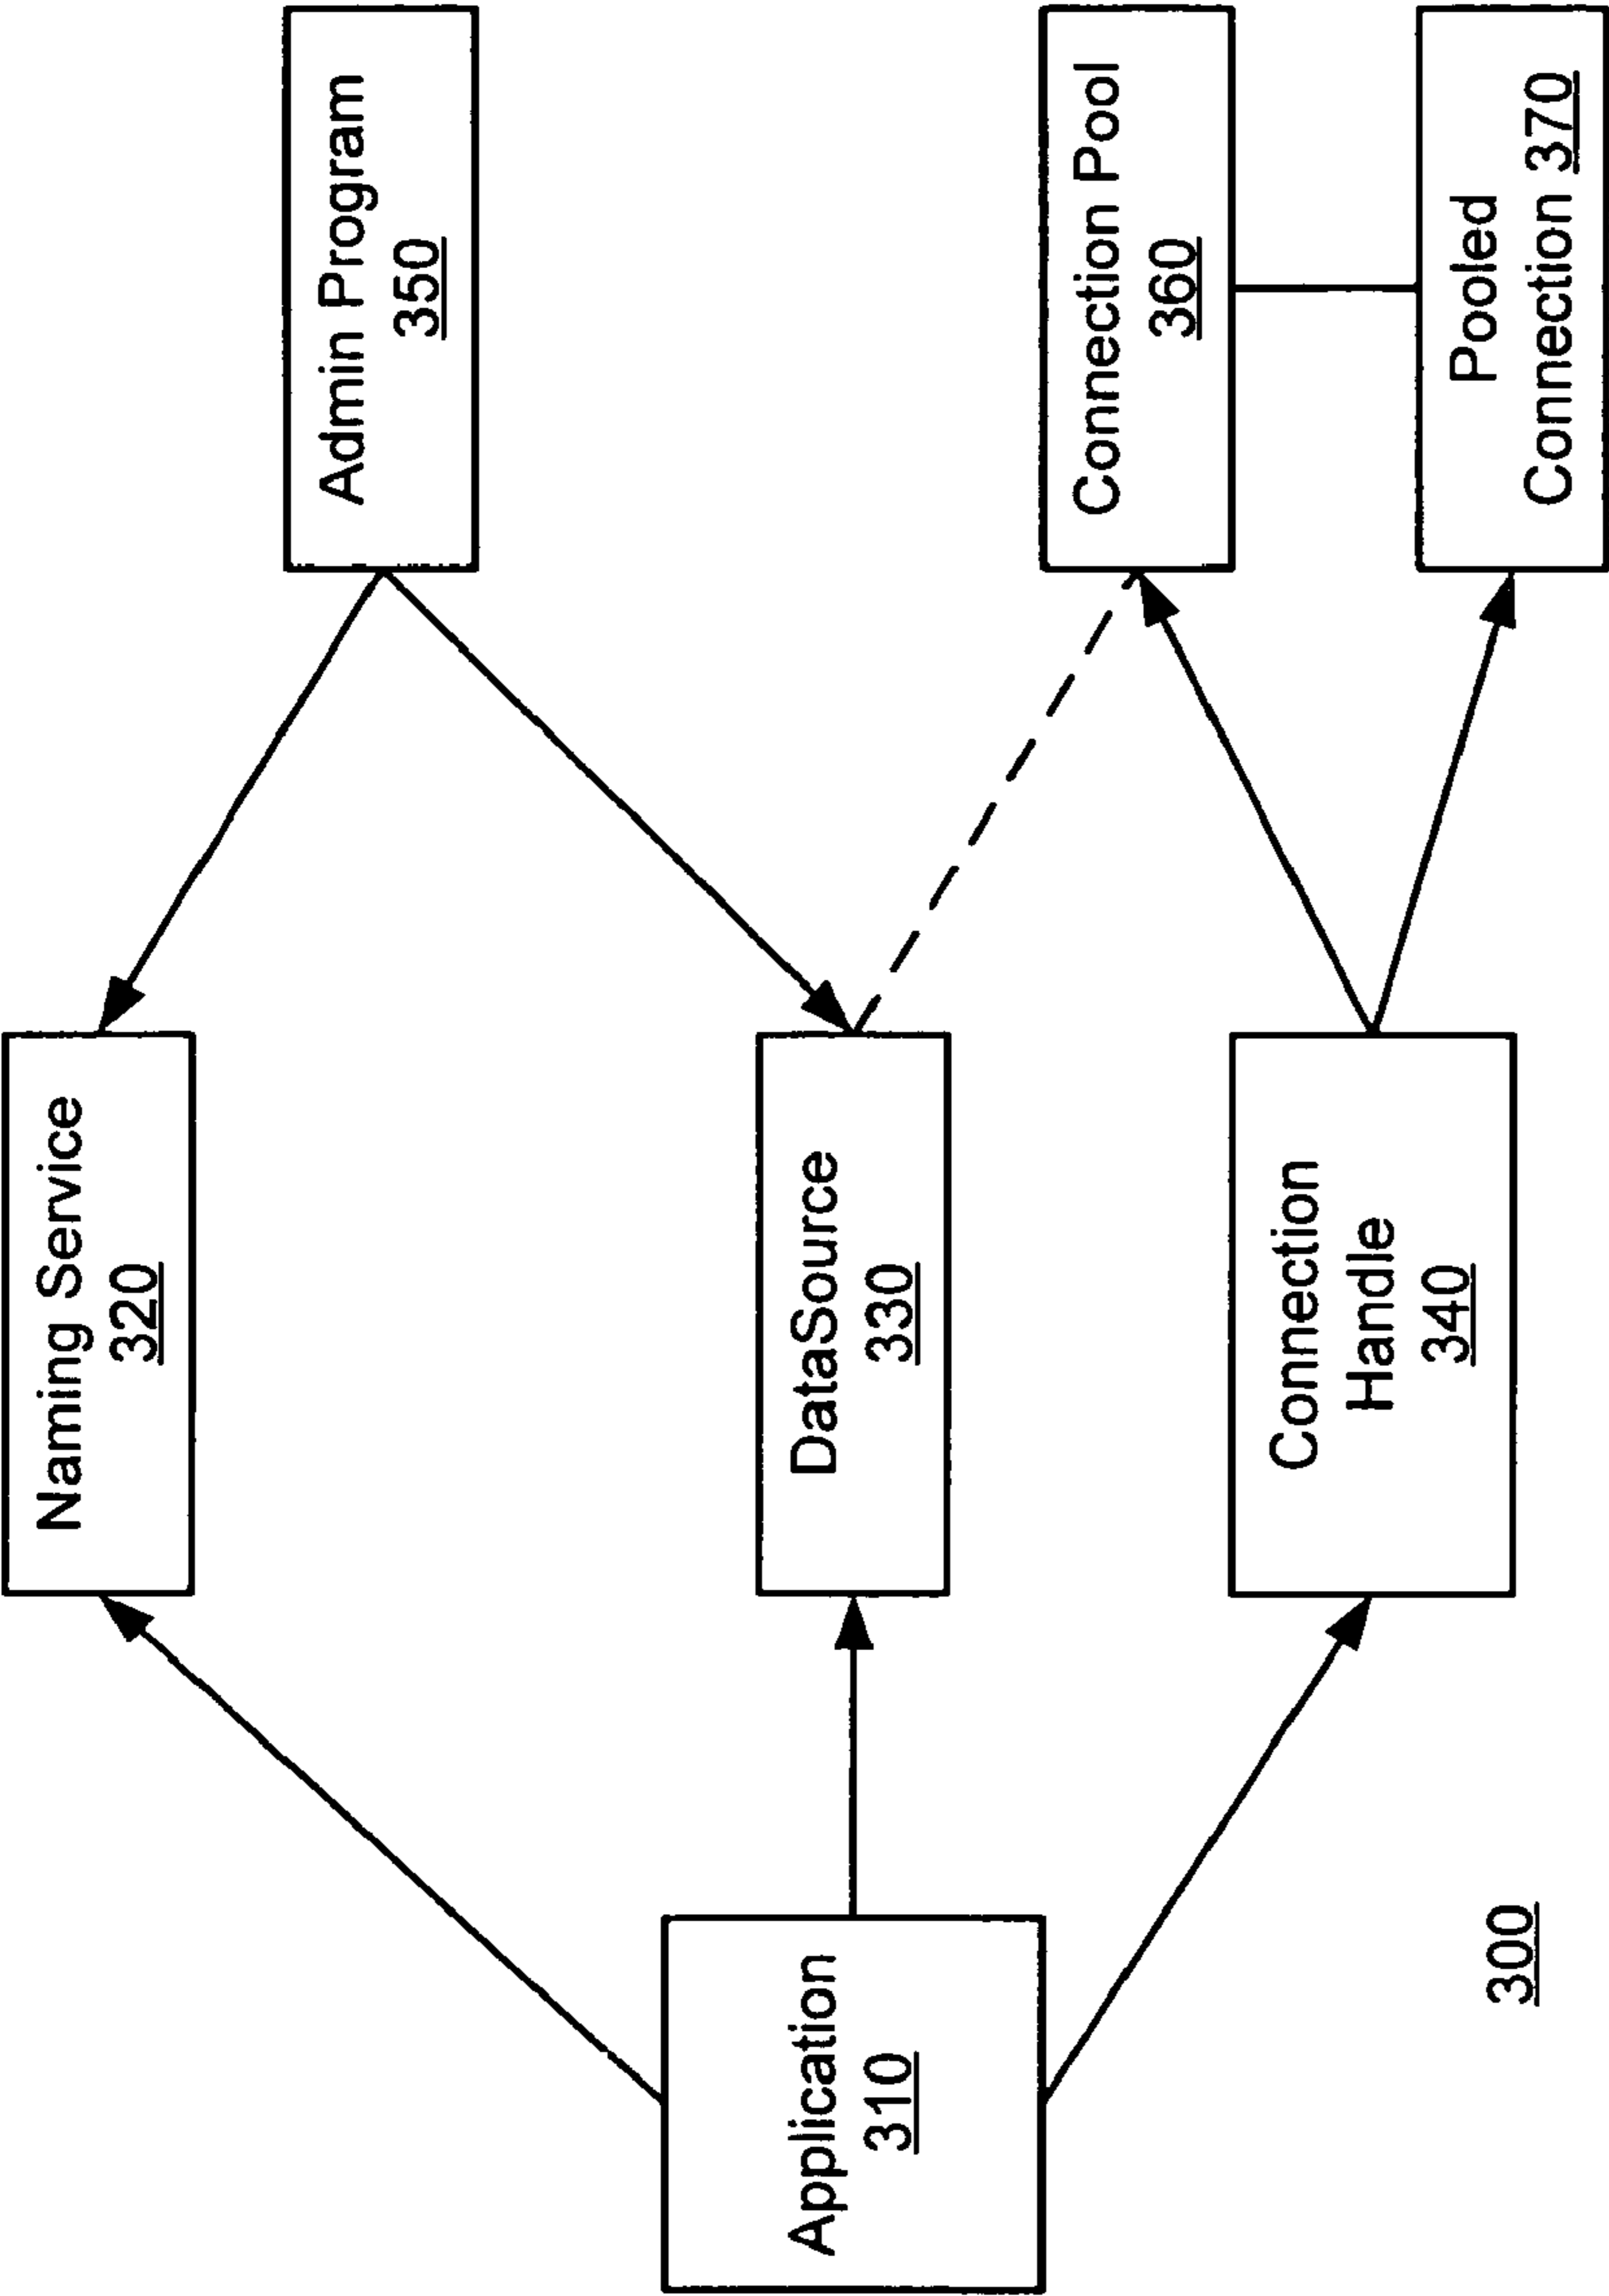 Naming Service
320
Admin Program
350
Application
310
DataSource
330
Connection
Handle
340
Connection Pool
360
Pooled
Connection 370
300